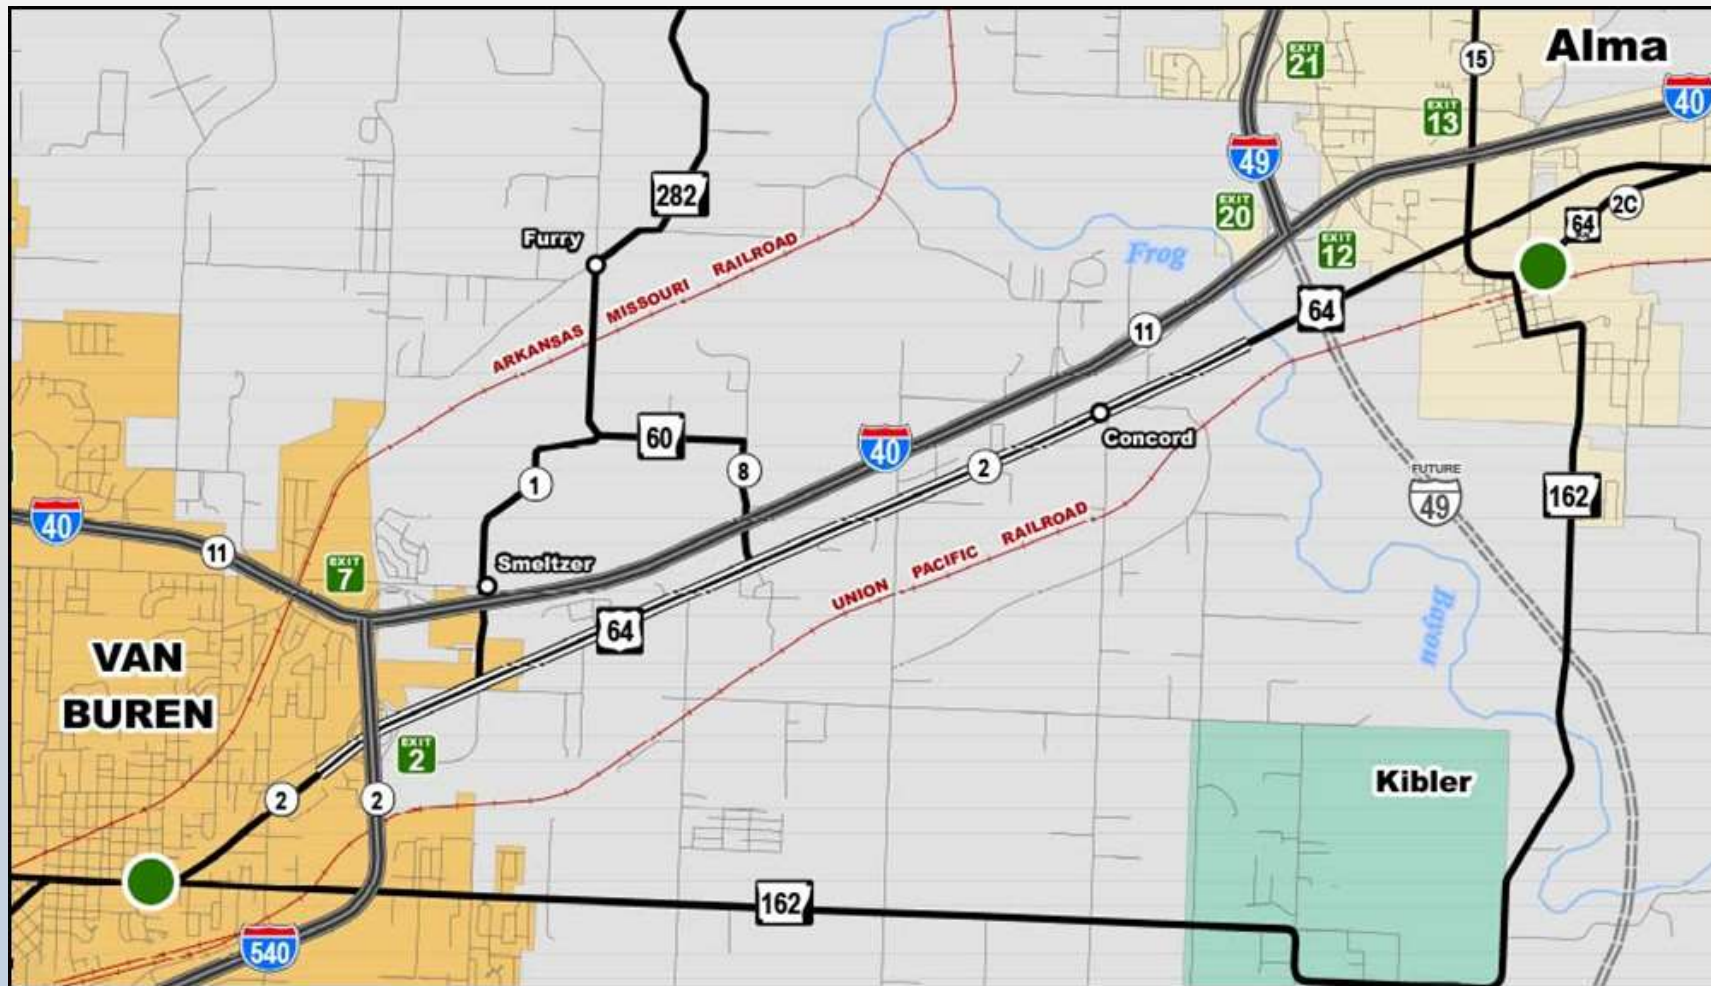 Alma
EXIT
21
15
40
EXIT
13
49
282
EXIT
20
2C
64
Furry
EXIT
12
Frog
ARKANSAS MISSOURI RAILROAD
64
11
60
40
Concord
1
8
2
FUTURE
49
162
40
11
EXIT
7
Smeltzer
UNION PACIFIC RAILROAD
64
Bayou
VAN
BUREN
EXIT
2
2
2
Kibler
162
540